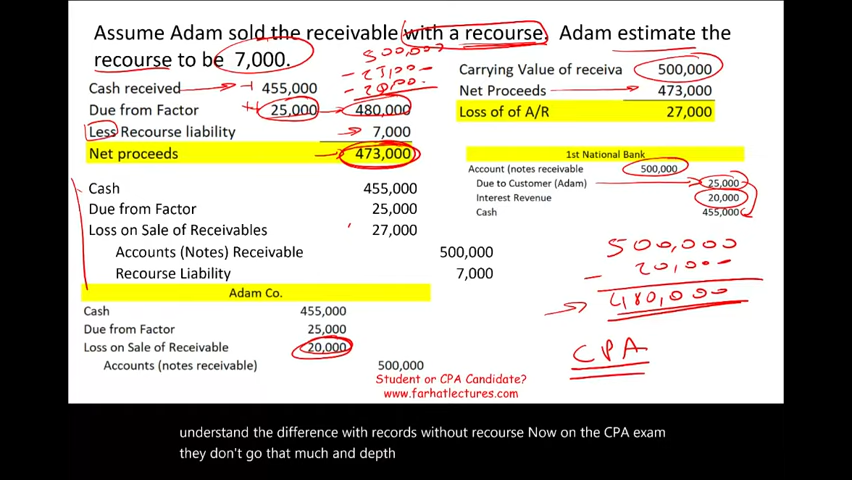 Assume Adam sold the receivable with a recourse. Adam estimate the
recourse to be 7,000.
500,000
Cash received 455,000
Due from Factor 25,000 480,000
Less Recourse liability 7,000
Net proceeds 473,000
Carrying Value of receiva 500,000
Net Proceeds 473,000
Loss of of A/R 27,000
Cash 455,000
Due from Factor 25,000
Loss on Sale of Receivables 27,000
Accounts (Notes) Receivable 500,000
Recourse Liability 7,000
1st National Bank
Account (notes receivable 500,000
Due to Customer (Adam) 25,000
Interest Revenue 20,000
Cash 455,000
500,000
- 20,000
480,000
CPA
Adam Co.
Cash 455,000
Due from Factor 25,000
Loss on Sale of Receivable 20,000
Accounts (notes receivable) 500,000
Student or CPA Candidate?
www.farhatlectures.com
understand the difference with records without recourse Now on the CPA exam
they don't go that much and depth